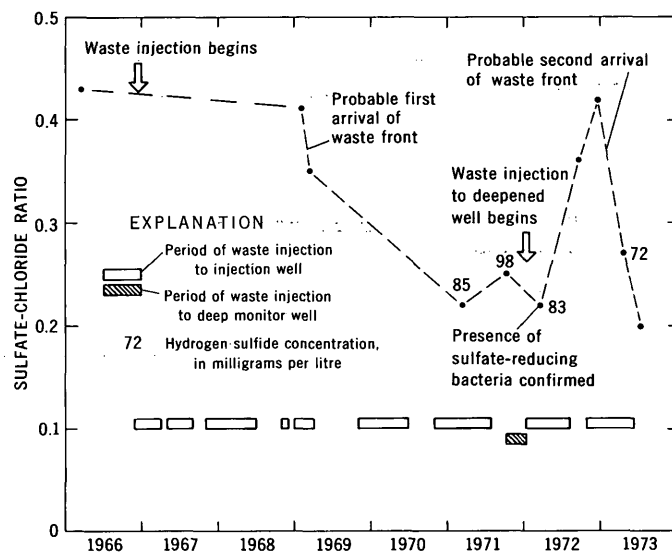 0.5
0.4
0.3
0.2
0.1
0
SULFATE-CHLORIDE RATIO
Waste injection begins
Probable first
arrival of
waste front
Probable second arrival
of waste front
Waste injection
to deepened
well begins
EXPLANATION
Period of waste injection
to injection well
Period of waste injection
to deep monitor well
72 Hydrogen sulfide concentration,
in milligrams per litre
85
98
83
72
Presence of
sulfate-reducing
bacteria confirmed
1966 1967 1968 1969 1970 1971 1972 1973